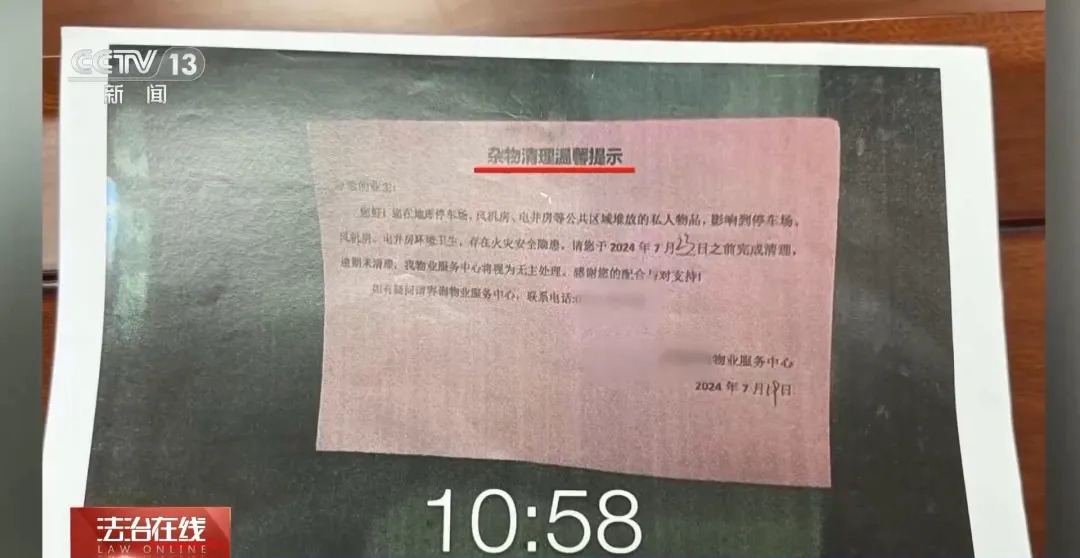 CCTV 13
新闻
杂物清理温馨提示
尊敬的业主：
您好！您在地库停车场、风机房、电井房等公共区域堆放的私人物品，影响到停车场、
风机房、电井房环境卫生，存在火灾安全隐患，请您于2024年7月23日之前完成清理，
逾期未清理，我物业服务中心将视为无主处理。感谢您的配合与对支持！
如有疑问请咨询物业服务中心，联系电话:
物业服务中心
2024年7月19日
10:58
法治在线
LAW ONLINE